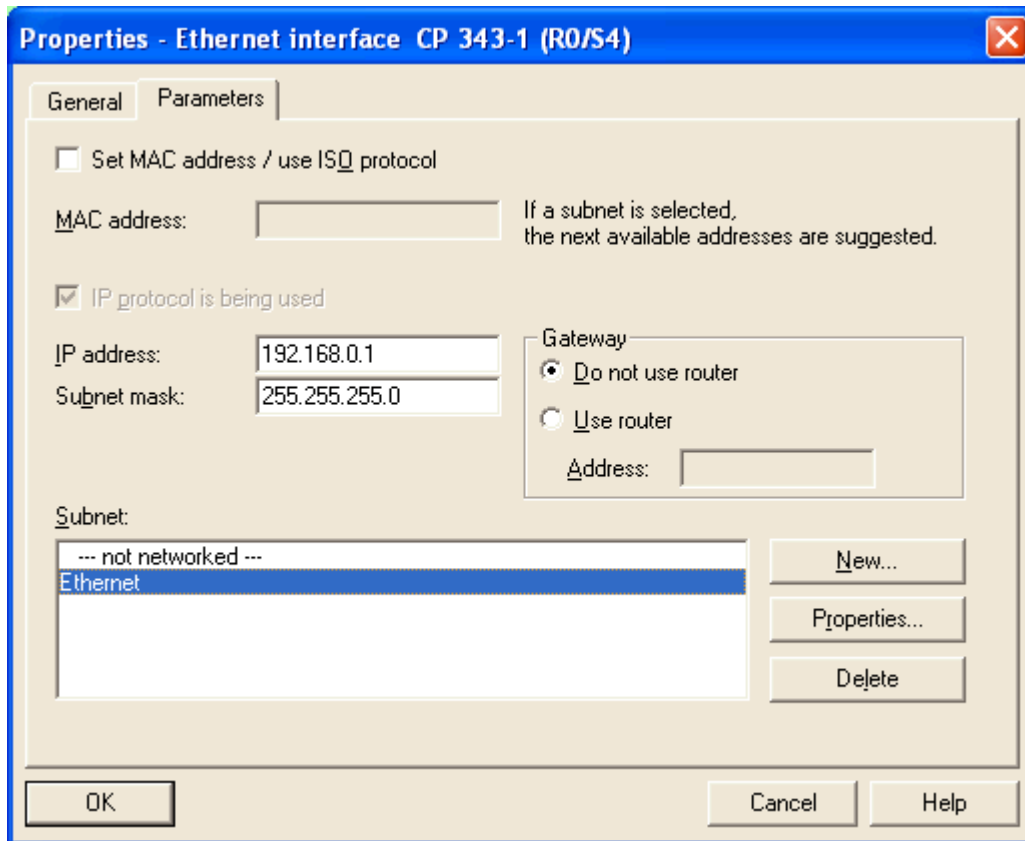 Properties - Ethernet interface CP 343-1 (R0/S4)
General
Parameters
Set MAC address / use ISO protocol
MAC address:
If a subnet is selected,
the next available addresses are suggested.
IP protocol is being used
IP address:
192.168.0.1
Subnet mask:
255.255.255.0
Gateway
Do not use router
Use router
Address:
Subnet:
--- not networked ---
Ethernet
New...
Properties...
Delete
OK
Cancel
Help